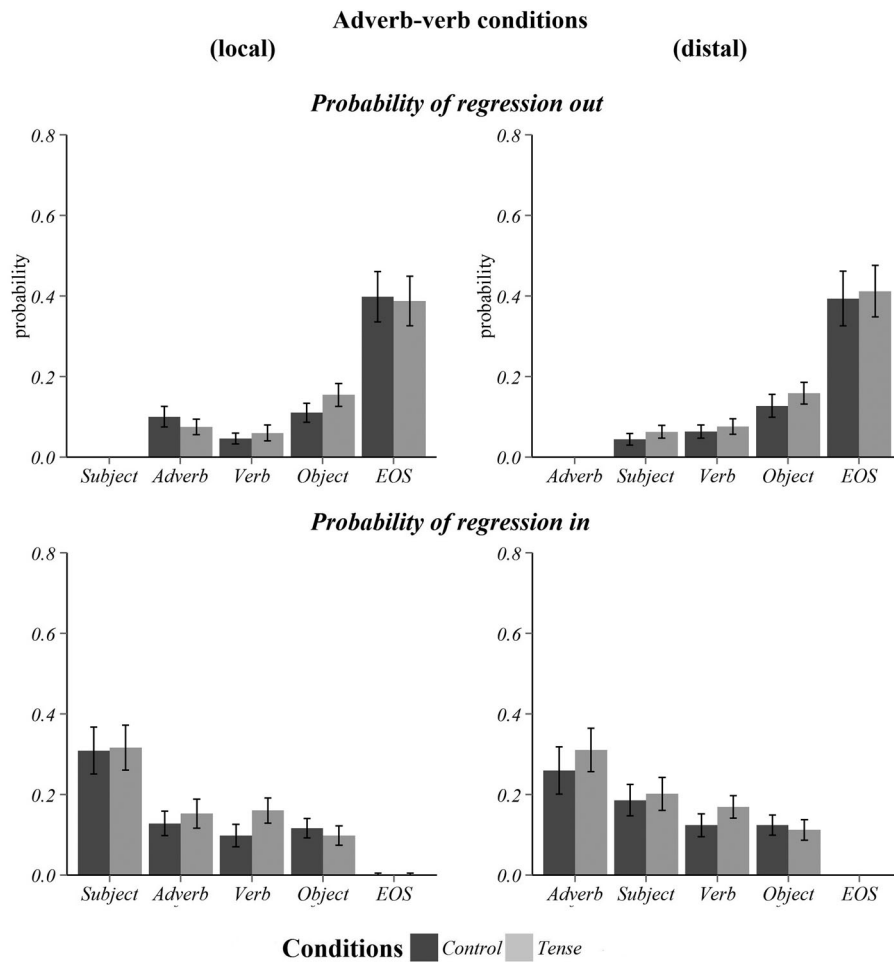 Adverb-verb conditions
(local) (distal)
Probability of regression out
0.8 0.8
0.6 0.6
0.4 0.4
0.2 0.2
0.0 0.0
probability probability
Subject Adverb Verb Object EOS Adverb Subject Verb Object EOS
Probability of regression in
0.8 0.8
0.6 0.6
0.4 0.4
0.2 0.2
0.0 0.0
Subject Adverb Verb Object EOS Adverb Subject Verb Object EOS
Conditions Control Tense